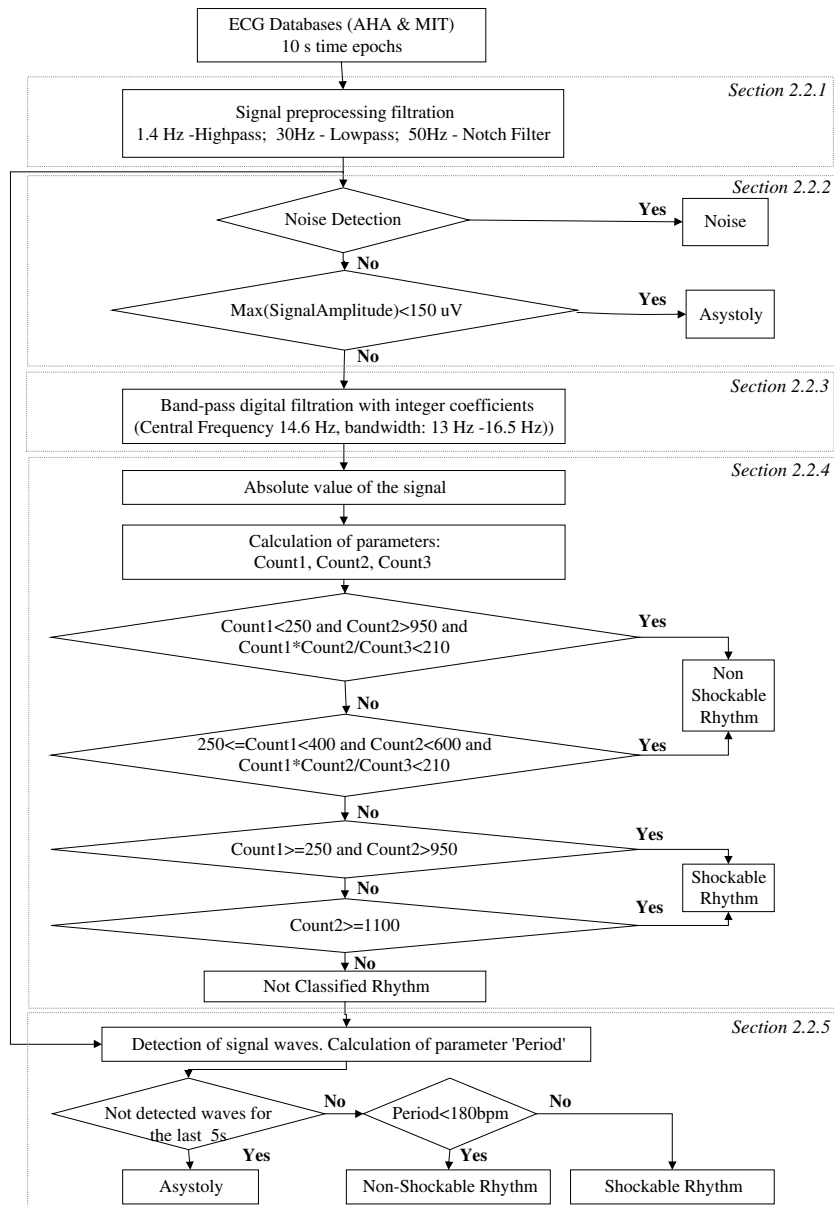 ECG Databases (AHA & MIT)
10 s time epochs
Section 2.2.1
Signal preprocessing filtration
1.4 Hz -Highpass;  30Hz - Lowpass;  50Hz - Notch Filter
Section 2.2.2
Noise Detection
Yes
Noise
No
Max(SignalAmplitude)<150 uV
Yes
Asystoly
No
Section 2.2.3
Band-pass digital filtration with integer coefficients
(Central Frequency 14.6 Hz, bandwidth: 13 Hz -16.5 Hz))
Section 2.2.4
Absolute value of the signal
Calculation of parameters:
Count1, Count2, Count3
Count1<250 and Count2>950 and
Count1*Count2/Count3<210
Yes
Non
Shockable
Rhythm
No
250<=Count1<400 and Count2<600 and
Count1*Count2/Count3<210
Yes
No
Count1>=250 and Count2>950
Yes
Shockable
Rhythm
No
Count2>=1100
Yes
No
Not Classified Rhythm
Section 2.2.5
Detection of signal waves. Calculation of parameter 'Period'
Not detected waves for
the last  5s
No
Period<180bpm
No
Yes
Yes
Asystoly
Non-Shockable Rhythm
Shockable Rhythm